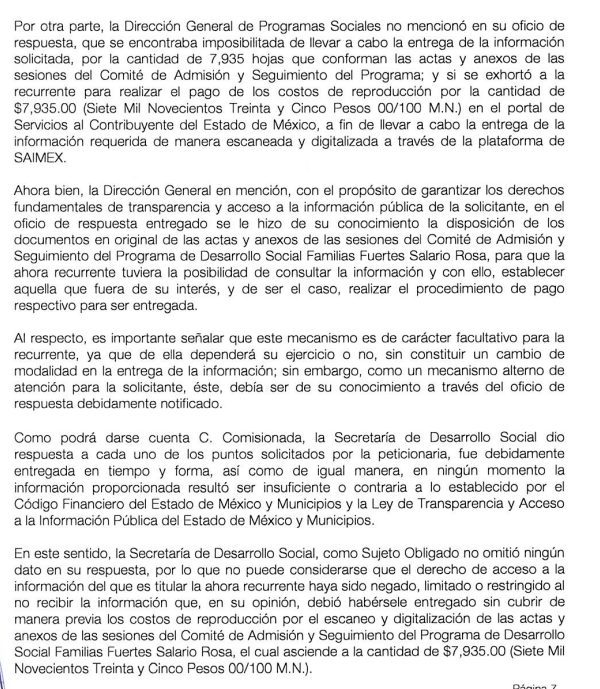 Por otra parte, la Dirección General de Programas Sociales no mencionó en su oficio de
respuesta, que se encontraba imposibilitada de llevar a cabo la entrega de la información
solicitada, por la cantidad de 7,935 hojas que conforman las actas y anexos de las
sesiones del Comité de Admisión y Seguimiento del Programa; y si se exhortó a la
recurrente para realizar el pago de los costos de reproducción por la cantidad de
$7,935.00 (Siete Mil Novecientos Treinta y Cinco Pesos 00/100 M.N.) en el portal de
Servicios al Contribuyente del Estado de México, a fin de llevar a cabo la entrega de la
información requerida de manera escaneada y digitalizada a través de la plataforma de
SAIMEX.
Ahora bien, la Dirección General en mención, con el propósito de garantizar los derechos
fundamentales de transparencia y acceso a la información pública de la solicitante, en el
oficio de respuesta entregado se le hizo de su conocimiento la disposición de los
documentos en original de las actas y anexos de las sesiones del Comité de Admisión y
Seguimiento del Programa de Desarrollo Social Familias Fuertes Salario Rosa, para que la
ahora recurrente tuviera la posibilidad de consultar la información y con ello, establecer
aquella que fuera de su interés, y de ser el caso, realizar el procedimiento de pago
respectivo para ser entregada.
Al respecto, es importante señalar que este mecanismo es de carácter facultativo para la
recurrente, ya que de ella dependerá su ejercicio o no, sin constituir un cambio de
modalidad en la entrega de la información; sin embargo, como un mecanismo alterno de
atención para la solicitante, éste, debía ser de su conocimiento a través del oficio de
respuesta debidamente notificado.
Como podrá darse cuenta C. Comisionada, la Secretaría de Desarrollo Social dio
respuesta a cada uno de los puntos solicitados por la peticionaria, fue debidamente
entregada en tiempo y forma, así como de igual manera, en ningún momento la
información proporcionada resultó ser insuficiente o contraria a lo establecido por el
Código Financiero del Estado de México y Municipios y la Ley de Transparencia y Acceso
a la Información Pública del Estado de México y Municipios.
En este sentido, la Secretaría de Desarrollo Social, como Sujeto Obligado no omitió ningún
dato en su respuesta, por lo que no puede considerarse que el derecho de acceso a la
información del que es titular la ahora recurrente haya sido negado, limitado o restringido al
no recibir la información que, en su opinión, debió habérsele entregado sin cubrir de
manera previa los costos de reproducción por el escaneo y digitalización de las actas y
anexos de las sesiones del Comité de Admisión y Seguimiento del Programa de Desarrollo
Social Familias Fuertes Salario Rosa, el cual asciende a la cantidad de $7,935.00 (Siete Mil
Novecientos Treinta y Cinco Pesos 00/100 M.N.).
Página 7